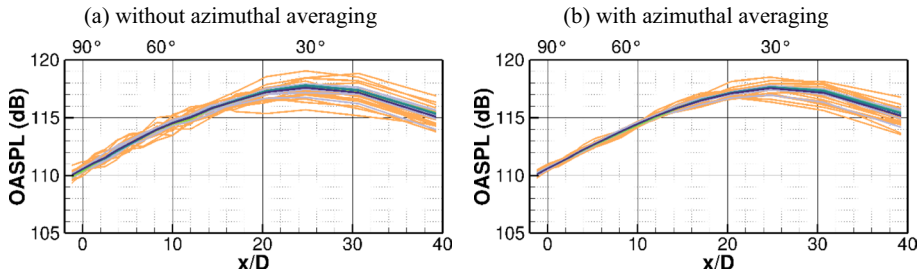 (a) without azimuthal averaging
(b) with azimuthal averaging
90° 60° 30°
120
115
110
105
OASPL (dB)
0 10 20 30 40
x/D
90° 60° 30°
120
115
110
105
OASPL (dB)
0 10 20 30 40
x/D